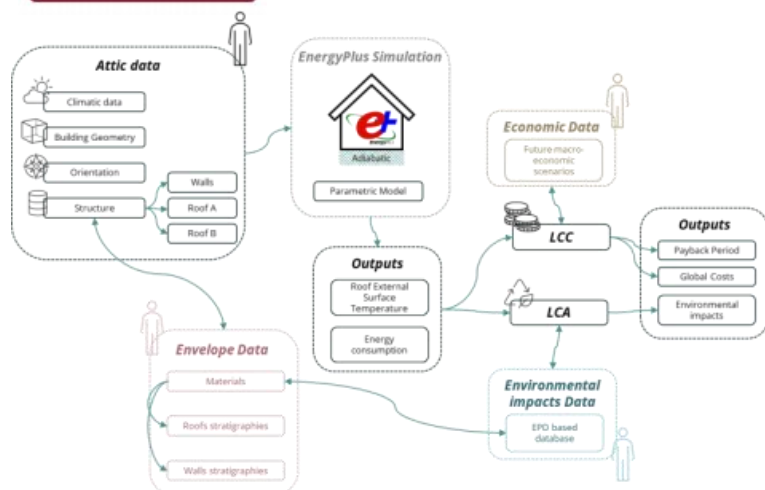 Attic data
Climatic data
Building Geometry
Orientation
Structure
Walls
Roof A
Roof B
EnergyPlus Simulation
e+
EnergyPlus
Adiabatic
Parametric Model
Outputs
Roof External
Surface
Temperature
Energy
consumption
Economic Data
Future macro-
economic
scenarios
LCC
LCA
Outputs
Payback Period
Global Costs
Environmental
impacts
Envelope Data
Materials
Roofs stratigraphies
Walls stratigraphies
Environmental
impacts Data
EPD based
database